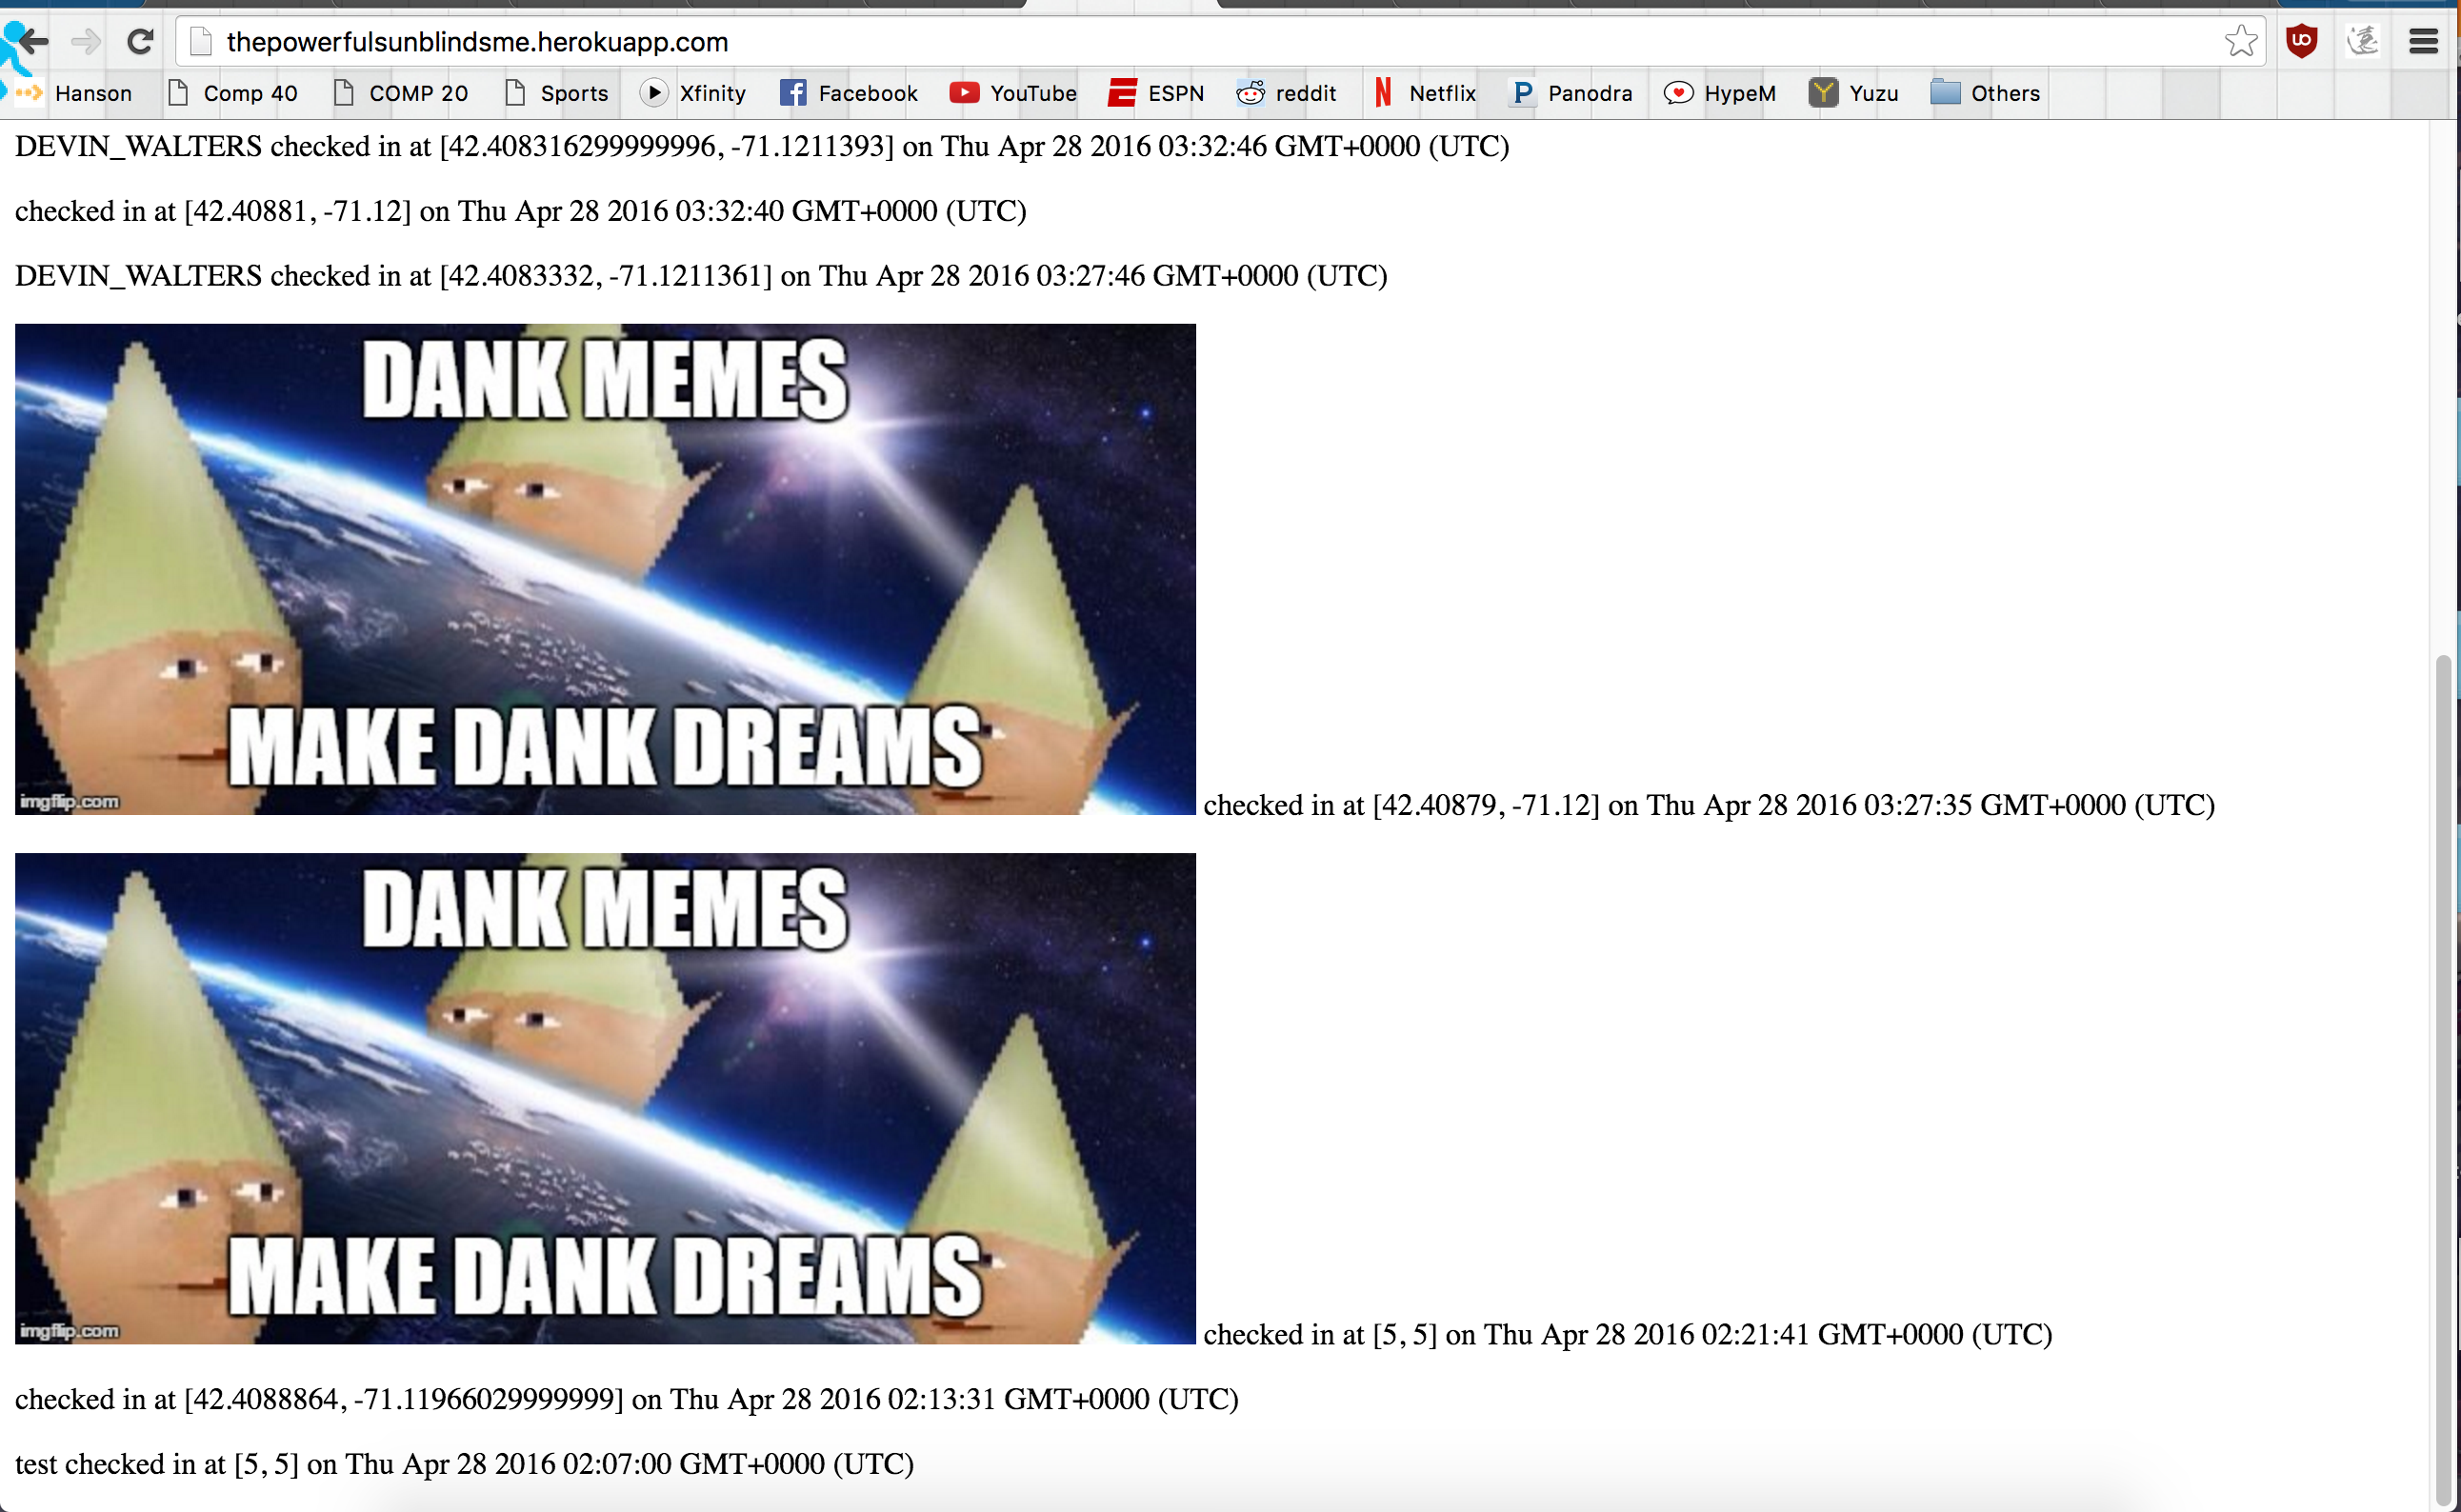 thepowerfulsunblindsme.herokuapp.com
Hanson Comp 40 COMP 20 Sports Xfinity Facebook YouTube ESPN reddit Netflix Panodra HypeM Yuzu Others
DEVIN_WALTERS checked in at [42.408316299999996, -71.1211393] on Thu Apr 28 2016 03:32:46 GMT+0000 (UTC)
checked in at [42.40881, -71.12] on Thu Apr 28 2016 03:32:40 GMT+0000 (UTC)
DEVIN_WALTERS checked in at [42.4083332, -71.1211361] on Thu Apr 28 2016 03:27:46 GMT+0000 (UTC)
DANK MEMES
MAKE DANK DREAMS
imgflip.com
checked in at [42.40879, -71.12] on Thu Apr 28 2016 03:27:35 GMT+0000 (UTC)
DANK MEMES
MAKE DANK DREAMS
imgflip.com
checked in at [5, 5] on Thu Apr 28 2016 02:21:41 GMT+0000 (UTC)
checked in at [42.4088864, -71.11966029999999] on Thu Apr 28 2016 02:13:31 GMT+0000 (UTC)
test checked in at [5, 5] on Thu Apr 28 2016 02:07:00 GMT+0000 (UTC)